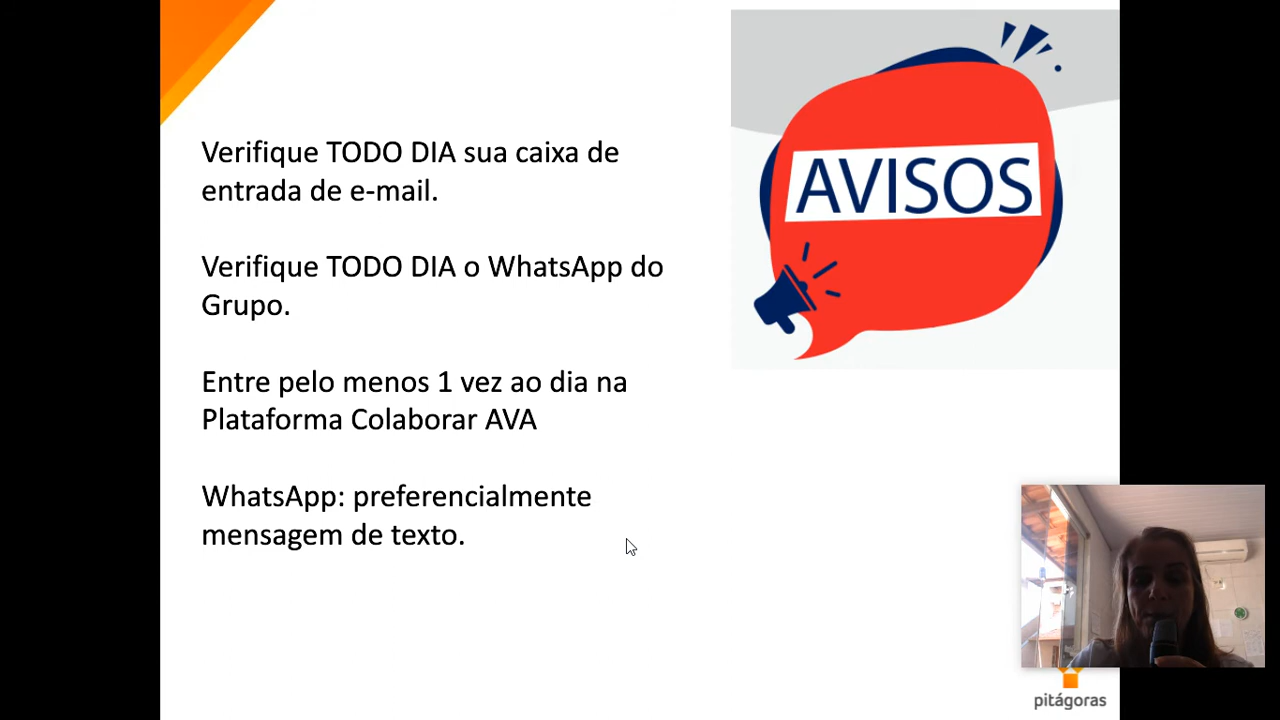 Verifique TODO DIA sua caixa de
entrada de e-mail.
Verifique TODO DIA o WhatsApp do
Grupo.
Entre pelo menos 1 vez ao dia na
Plataforma Colaborar AVA
WhatsApp: preferencialmente
mensagem de texto.
AVISOS
pitágoras